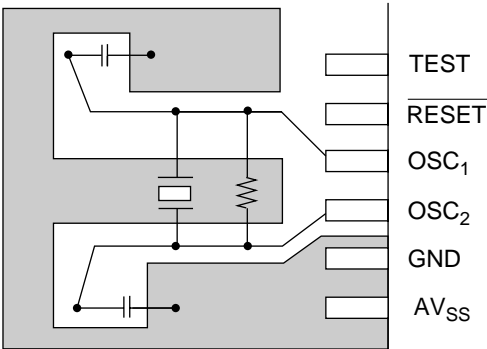 TEST
RESET
OSC1
OSC2
GND
AVSS